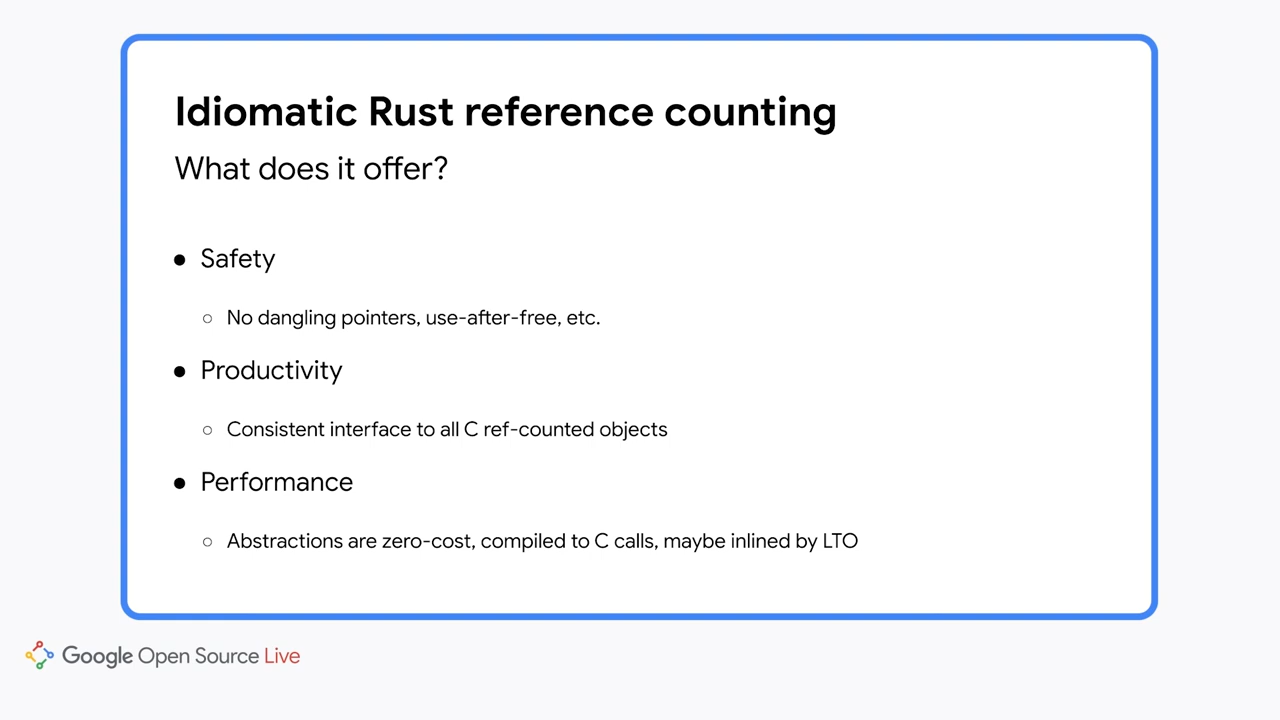 Idiomatic Rust reference counting
What does it offer?
● Safety
○ No dangling pointers, use-after-free, etc.
● Productivity
○ Consistent interface to all C ref-counted objects
● Performance
○ Abstractions are zero-cost, compiled to C calls, maybe inlined by LTO
Google Open Source Live